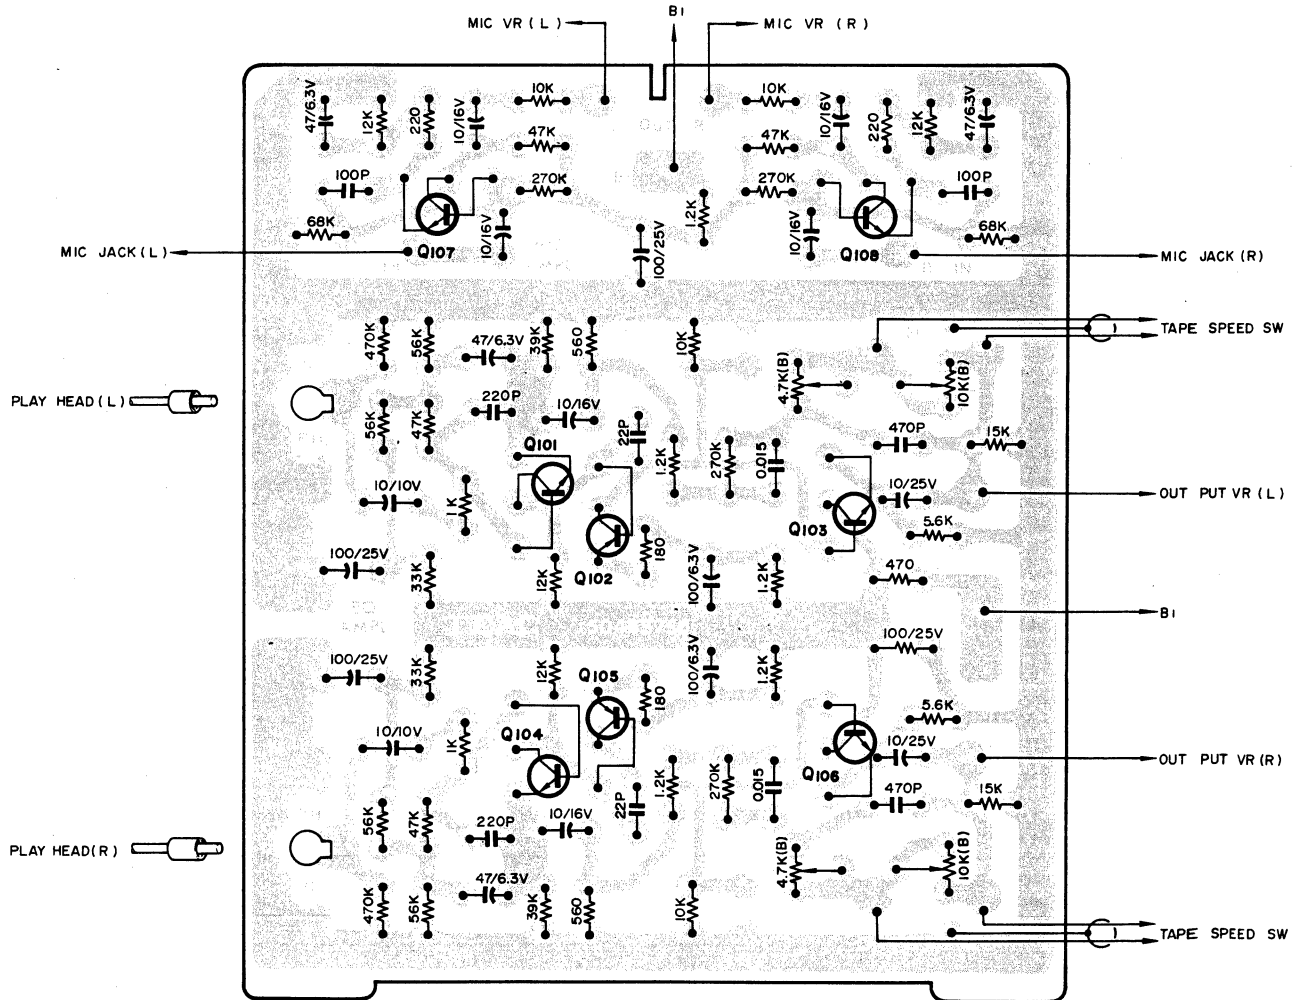 B1
MIC VR (L)
MIC VR (R)
47/6.3V
12K
220
10/16V
10K
10K
10/16V
220
12K
47/6.3V
47K
47K
100P
270K
270K
100P
1.2K
68K
10/16V
10/16V
68K
Q107
100/25V
Q108
MIC JACK(L)
MIC JACK (R)
IN
470K
56K
47/6.3V
39K
560
10K
TAPE SPEED SW
4.7K(B)
10K(B)
PLAY HEAD(L)
220P
10/16V
56K
47K
22P
470P
15K
Q101
1.2K
270K
0.015
10/10V
1K
10/25V
OUT PUT VR (L)
Q103
5.6K
180
100/25V
Q102
33K
12K
100/6.3V
1.2K
470
B1
EQ
AMPL
100/25V
100/25V
33K
12K
Q105
100/6.3V
1.2K
180
5.6K
10/10V
1K
Q104
10/25V
OUT PUT VR (R)
Q106
1.2K
270K
0.015
470P
15K
56K
47K
220P
10/16V
22P
PLAY HEAD(R)
4.7K(B)
10K(B)
47/6.3V
470K
56K
39K
560
10K
TAPE SPEED SW